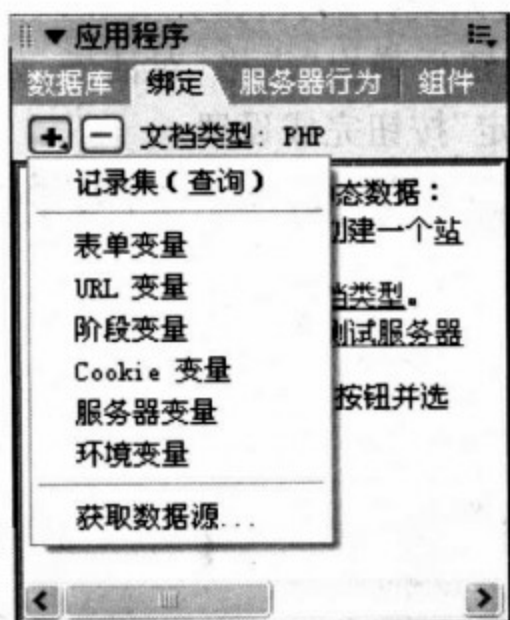 应用程序
数据库 绑定 服务器行为 组件
文档类型: PHP
记录集(查询)
态数据:
创建一个站
表单变量
URL 变量
档类型。
阶段变量
测试服务器
Cookie 变量
按钮并选
服务器变量
环境变量
获取数据源...